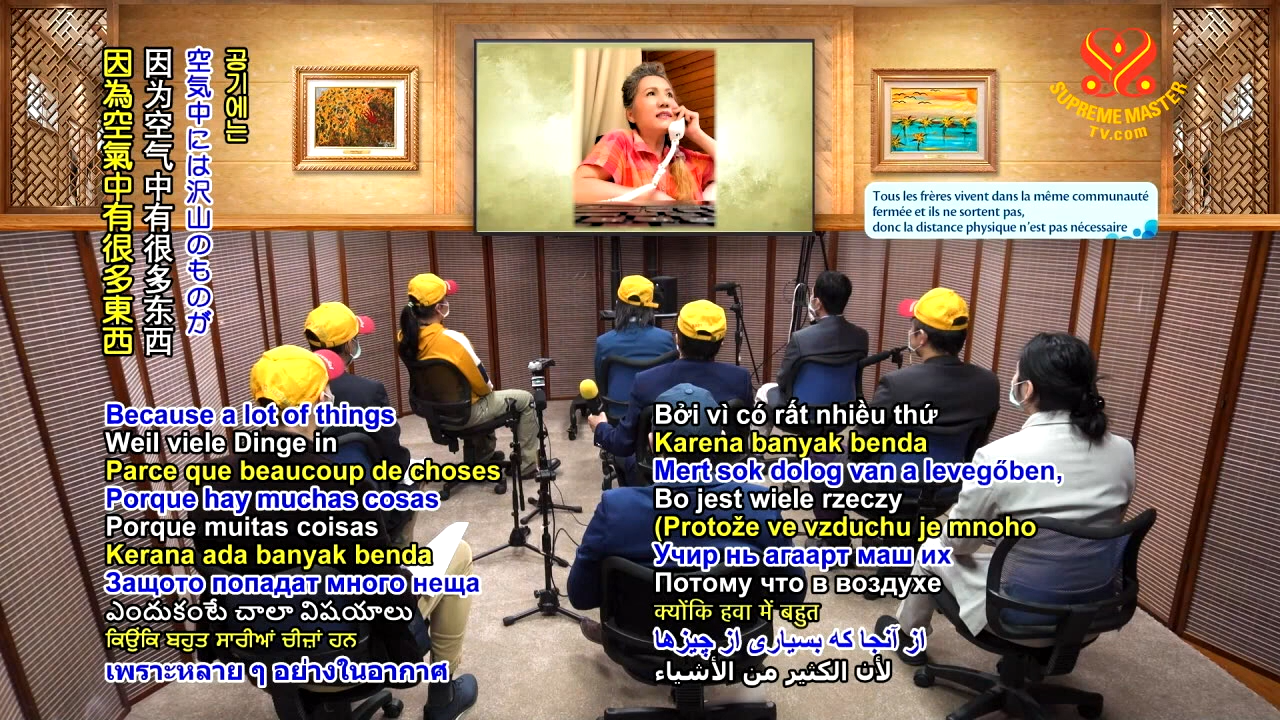 공기에는
空気中には沢山のものが
因为空气中有很多东西
因為空氣中有很多東西
SUPREME MASTER
TV.com
Tous les frères vivent dans la même communauté
fermée et ils ne sortent pas,
donc la distance physique n'est pas nécessaire
Because a lot of things
Weil viele Dinge in
Parce que beaucoup de choses
Porque hay muchas cosas
Porque muitas coisas
Kerana ada banyak benda
Защото попадат много неща
ఎందుకంటే చాలా విషయాలు
ਕਿਉਂਕਿ ਬਹੁਤ ਸਾਰੀਆਂ ਚੀਜ਼ਾਂ ਹਨ
เพราะหลาย ๆ อย่างในอากาศ
Bởi vì có rất nhiều thứ
Karena banyak benda
Mert sok dolog van a levegőben,
Bo jest wiele rzeczy
(Protože ve vzduchu je mnoho
Учир нь агаарт маш их
Потому что в воздухе
क्योंकि हवा में बहुत
از آنجا که بسیاری از چیزها
لأن الكثير من الأشياء